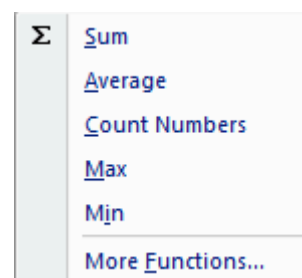 Σ Sum
Average
Count Numbers
Max
Min
More Functions...